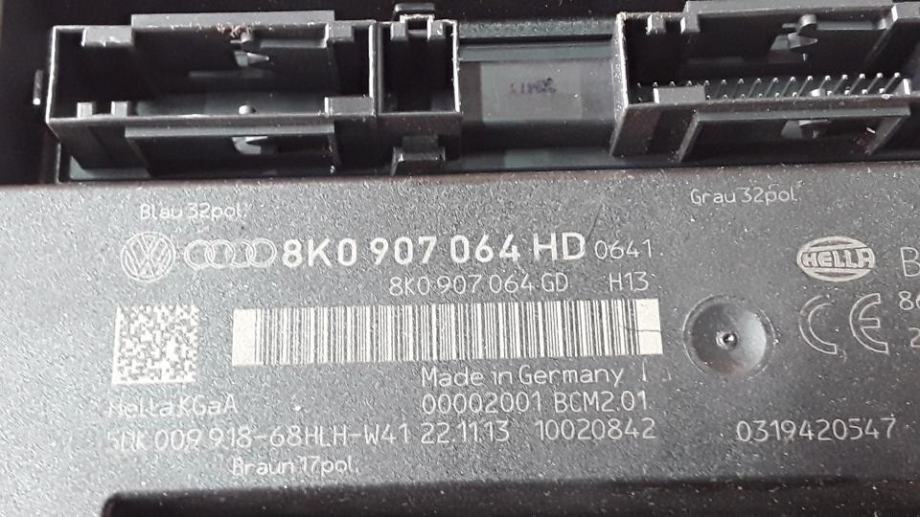 Blau 32pol.
Grau 32pol.
8K0 907 064 HD 0641
HELLA
8K0 907 064 GD H13
CE
Made in Germany
Hella KGaA
00002001 BCM2.01
5DK 009 918-68HLH-W41 22.11.13 10020842
0319420547
Braun 17pol.